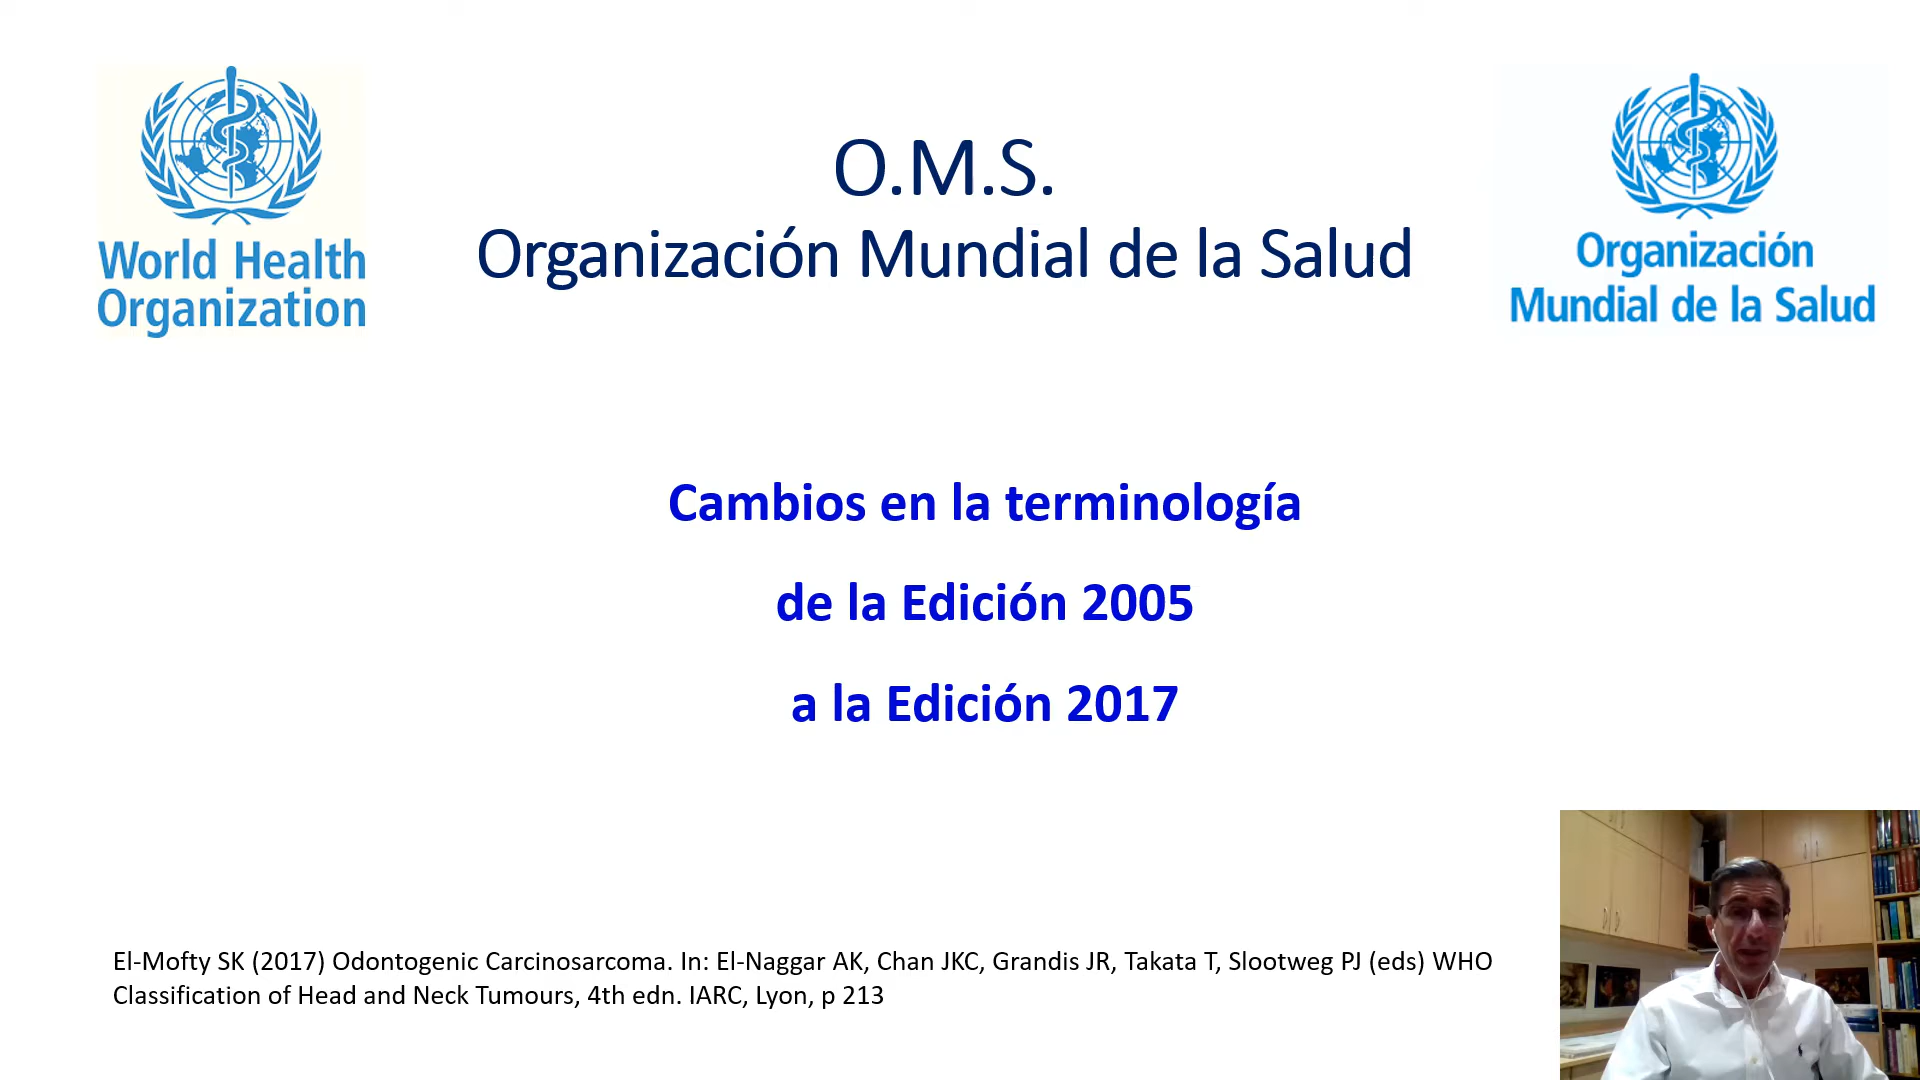 World Health
Organization
O.M.S.
Organización Mundial de la Salud
Organización
Mundial de la Salud
Cambios en la terminología
de la Edición 2005
a la Edición 2017
El-Mofty SK (2017) Odontogenic Carcinosarcoma. In: El-Naggar AK, Chan JKC, Grandis JR, Takata T, Slootweg PJ (eds) WHO
Classification of Head and Neck Tumours, 4th edn. IARC, Lyon, p 213